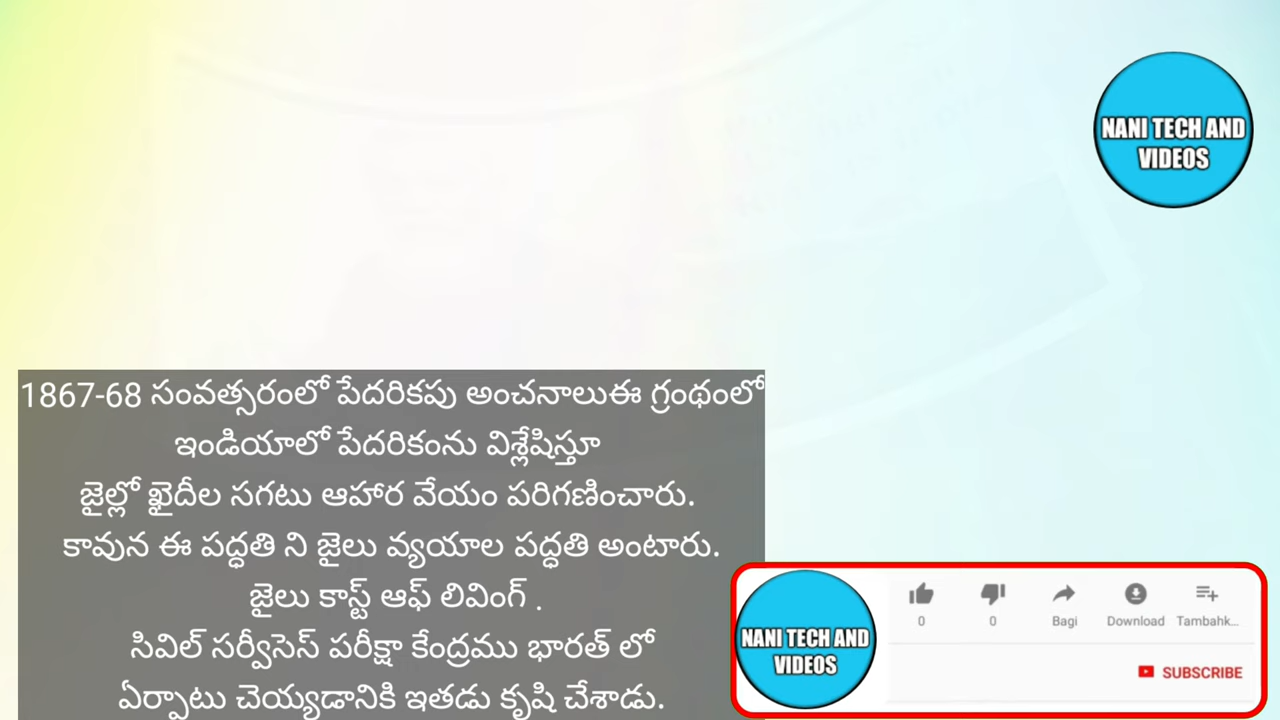 NANI TECH AND
VIDEOS
1867-68 సంవత్సరంలో పేదరికపు అంచనాలుఈ గ్రంథంలో
ఇండియాలో పేదరికంను విశ్లేషిస్తూ
జైల్లో ఖైదీల సగటు ఆహార వేయం పరిగణించారు.
కావున ఈ పద్ధతి ని జైలు వ్యయాల పద్ధతి అంటారు.
జైలు కాస్ట్ ఆఫ్ లివింగ్ .
సివిల్ సర్వీసెస్ పరీక్షా కేంద్రము భారత్ లో
ఏర్పాటు చెయ్యడానికి ఇతడు కృషి చేశాడు.
NANI TECH AND
VIDEOS
0 0 Bagi Download Tambahk...
SUBSCRIBE